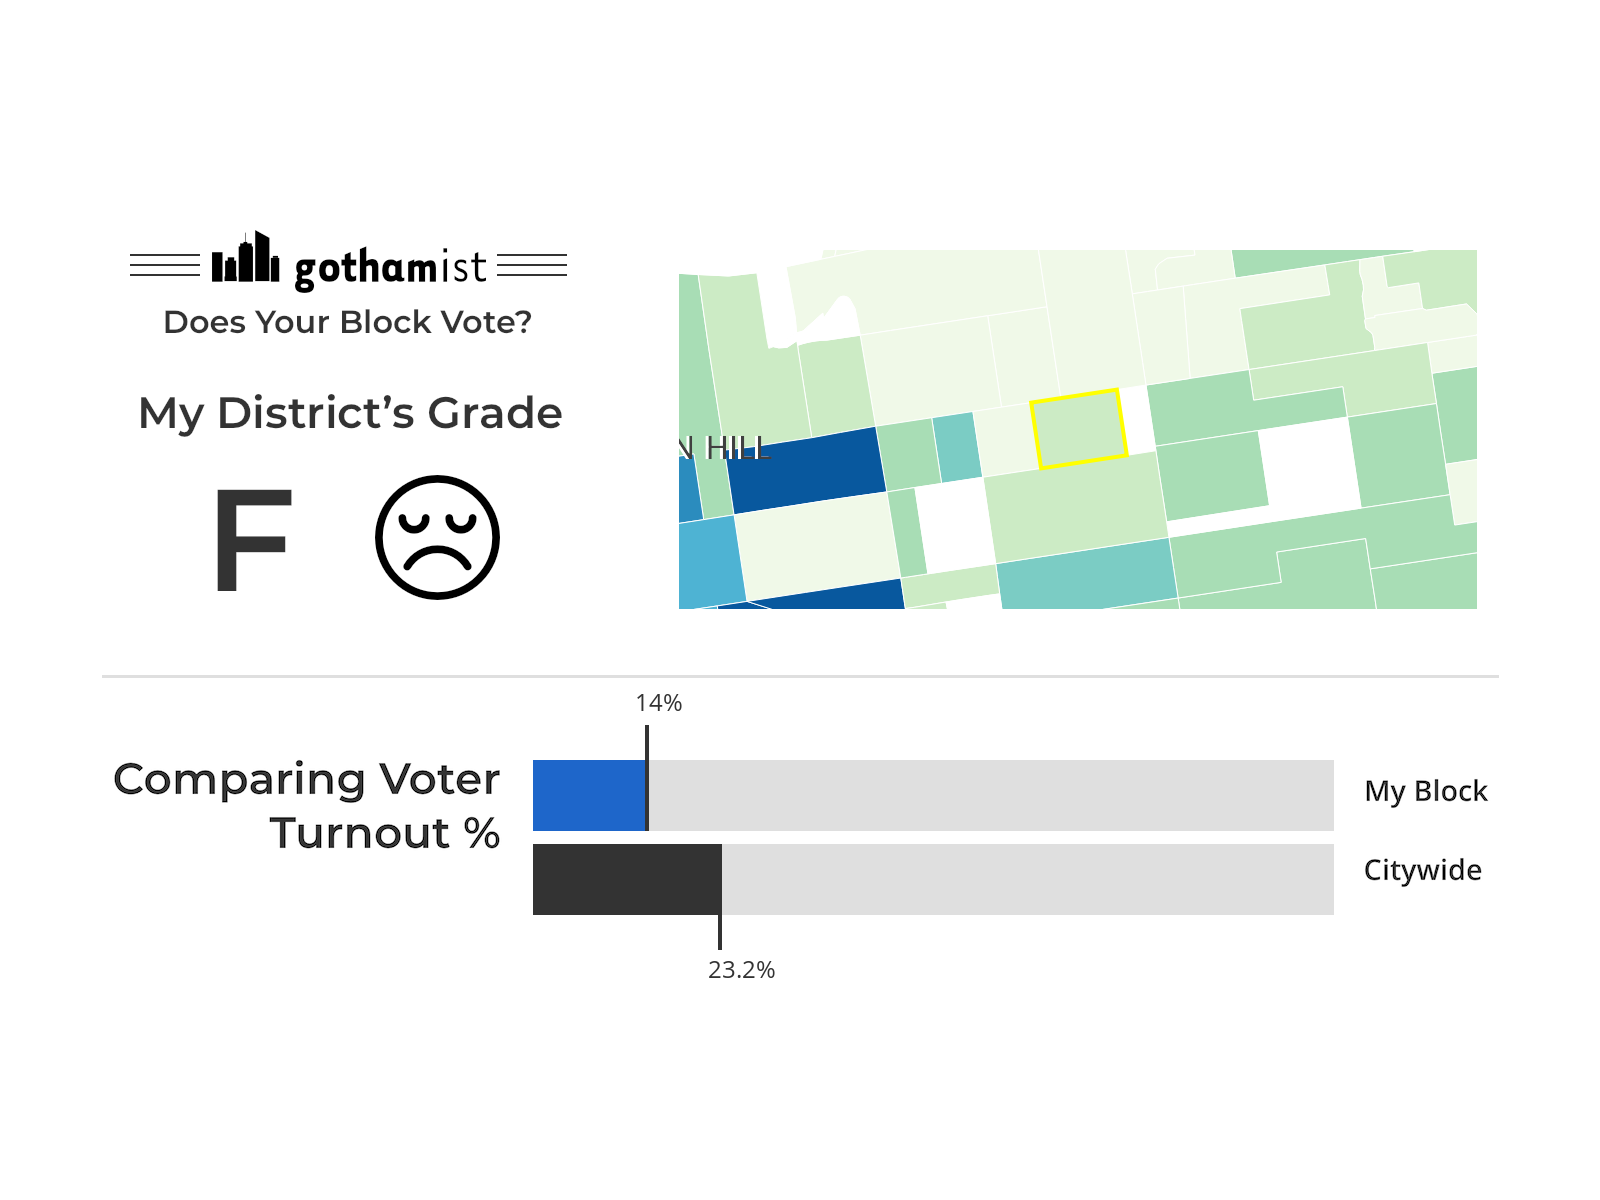 gothamist
Does Your Block Vote?
My District's Grade
F
N HILL
14%
Comparing Voter
Turnout %
My Block
Citywide
23.2%